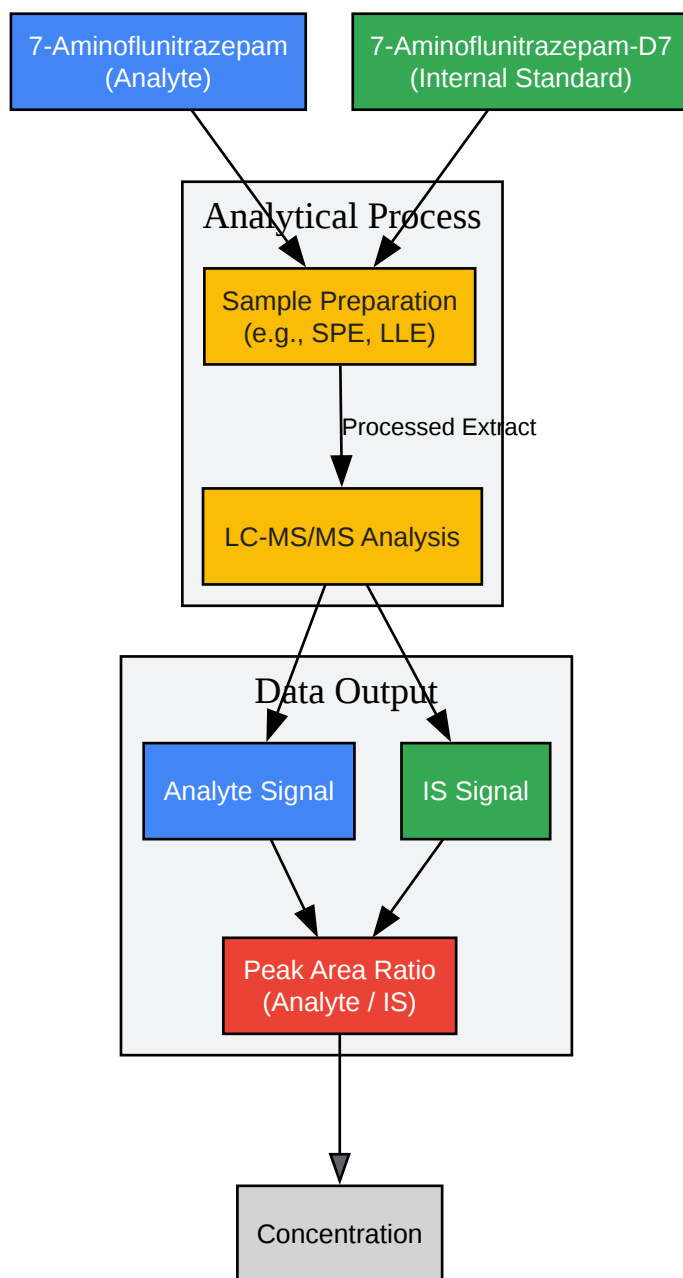 7-Aminoflunitrazepam
(Analyte)
7-Aminoflunitrazepam-D7
(Internal Standard)
Analytical Process
Sample Preparation
(e.g., SPE, LLE)
Processed Extract
LC-MS/MS Analysis
Data Output
Analyte Signal
IS Signal
Peak Area Ratio
(Analyte / IS)
Concentration